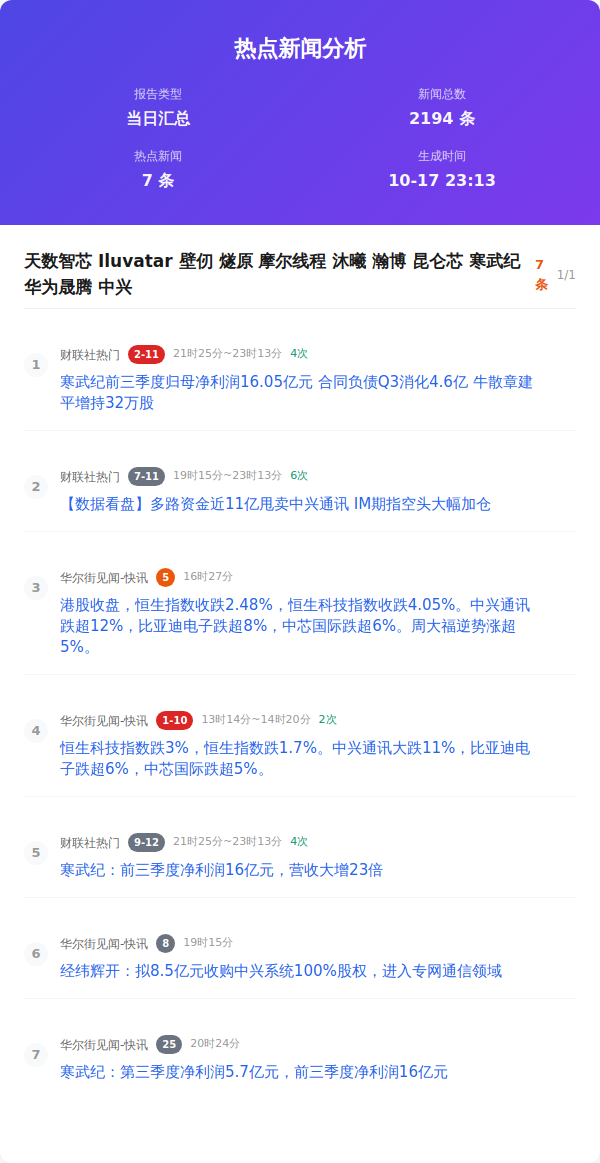 热点新闻分析
报告类型
新闻总数
当日汇总
2194 条
热点新闻
生成时间
7 条
10-17 23:13
天数智芯 Iluvatar 壁仞 燧原 摩尔线程 沐曦 瀚博 昆仑芯 寒武纪
华为晟腾 中兴
7
条
1/1
1
财联社热门 2-11 21时25分~23时13分 4次
寒武纪前三季度归母净利润16.05亿元 合同负债Q3消化4.6亿 牛散章建
平增持32万股
2
财联社热门 7-11 19时15分~23时13分 6次
【数据看盘】多路资金近11亿甩卖中兴通讯 IM期指空头大幅加仓
3
华尔街见闻-快讯 5 16时27分
港股收盘，恒生指数收跌2.48%，恒生科技指数收跌4.05%。中兴通讯
跌超12%，比亚迪电子跌超8%，中芯国际跌超6%。周大福逆势涨超
5%。
4
华尔街见闻-快讯 1-10 13时14分~14时20分 2次
恒生科技指数跌3%，恒生指数跌1.7%。中兴通讯大跌11%，比亚迪电
子跌超6%，中芯国际跌超5%。
5
财联社热门 9-12 21时25分~23时13分 4次
寒武纪：前三季度净利润16亿元，营收大增23倍
6
华尔街见闻-快讯 8 19时15分
经纬辉开：拟8.5亿元收购中兴系统100%股权，进入专网通信领域
7
华尔街见闻-快讯 25 20时24分
寒武纪：第三季度净利润5.7亿元，前三季度净利润16亿元